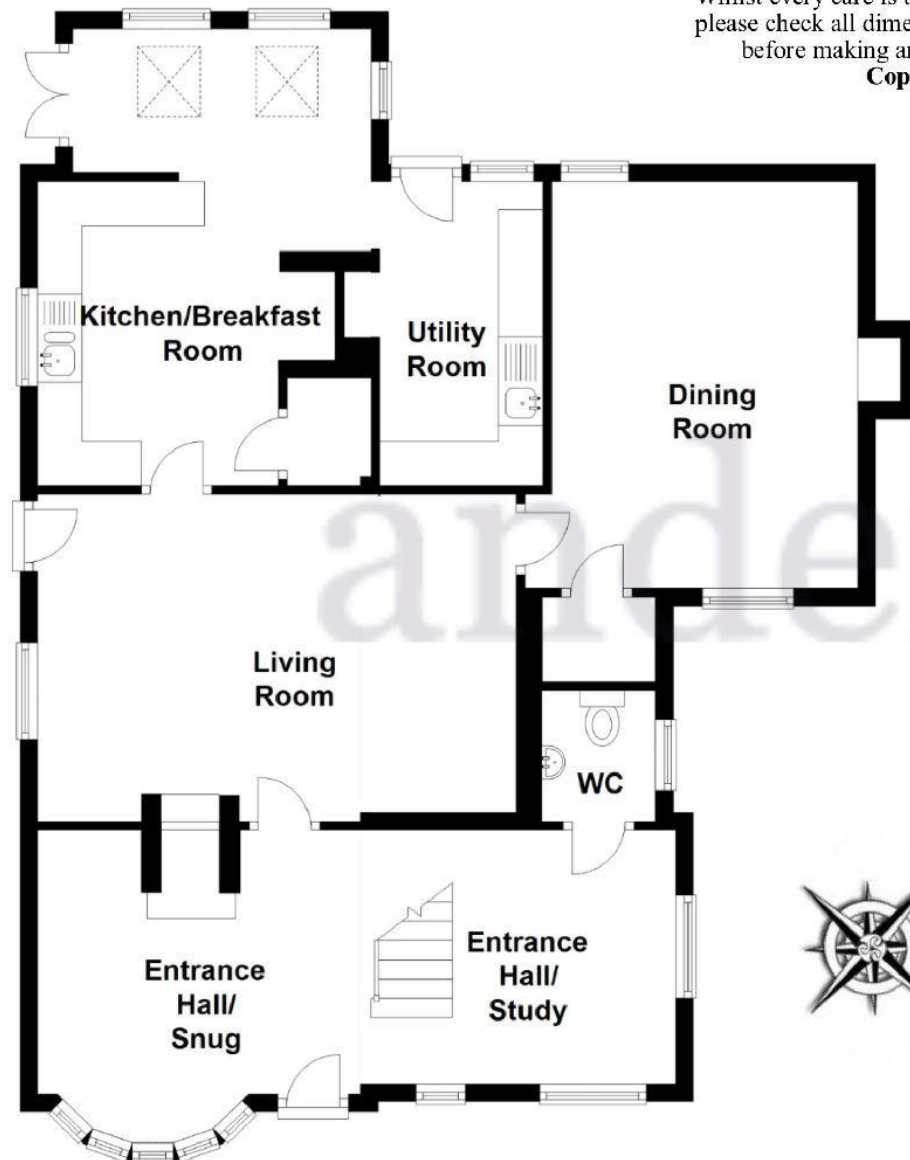 please check all dime
before making an
Cop
Kitchen/Breakfast
Room
Utility
Room
Dining
Room
ande
Living
Room
WC
Entrance
Hall/
Snug
Entrance
Hall/
Study